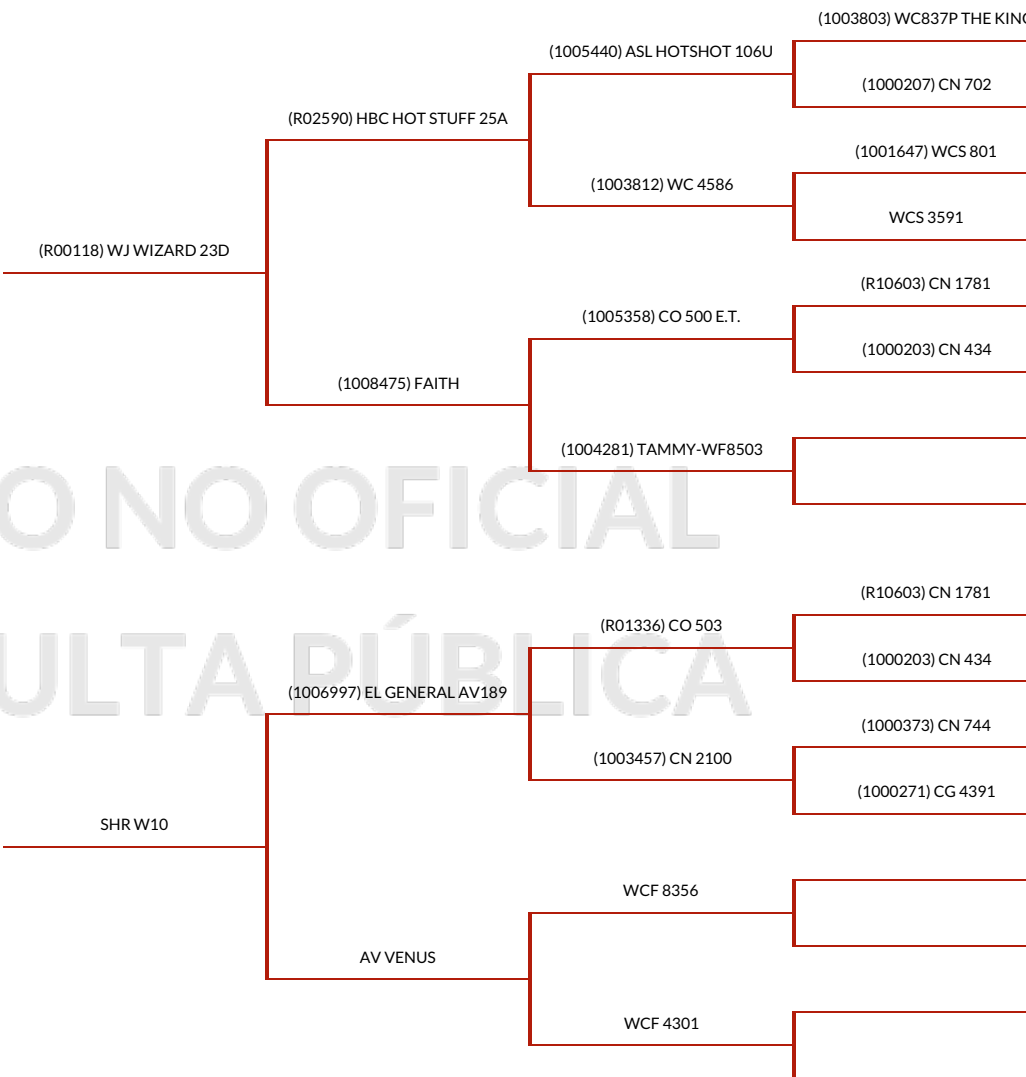 (1003803) WC837P THE KING
(1005440) ASL HOTSHOT 106U
(1000207) CN 702
(R02590) HBC HOT STUFF 25A
(1001647) WCS 801
(1003812) WC 4586
WCS 3591
(R00118) WJ WIZARD 23D
(R10603) CN 1781
(1005358) CO 500 E.T.
(1000203) CN 434
(1008475) FAITH
(1004281) TAMMY-WF8503
O NO OFICIAL
(R10603) CN 1781
(R01336) CO 503
(1000203) CN 434
ULTA PÚBLICA
(1006997) EL GENERAL AV189
(1000373) CN 744
(1003457) CN 2100
(1000271) CG 4391
SHR W10
WCF 8356
AV VENUS
WCF 4301